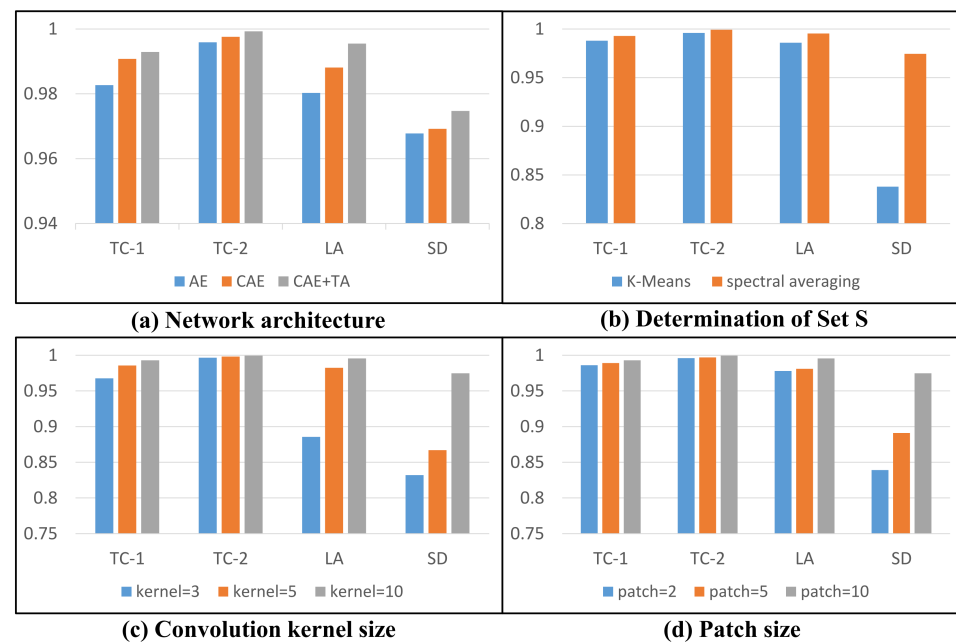 1
0.98
0.96
0.94
TC-1 TC-2 LA SD
AE CAE CAE+TA
(a) Network architecture
1
0.95
0.9
0.85
0.8
TC-1 TC-2 LA SD
K-Means spectral averaging
(b) Determination of Set S
1
0.95
0.9
0.85
0.8
0.75
TC-1 TC-2 LA SD
kernel=3 kernel=5 kernel=10
(c) Convolution kernel size
1
0.95
0.9
0.85
0.8
0.75
TC-1 TC-2 LA SD
patch=2 patch=5 patch=10
(d) Patch size